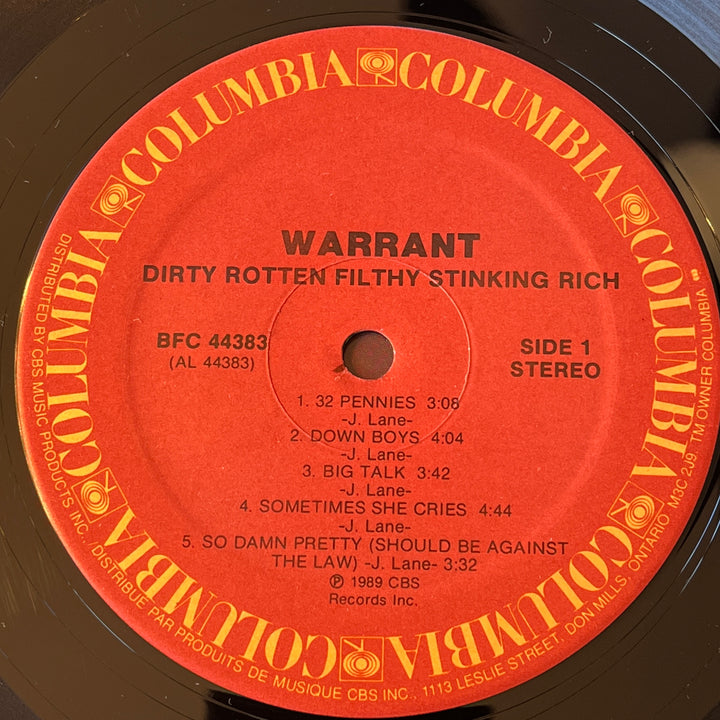 COLUMBIA COLUMBIA COLUMBIA COLUMBIA COLUMBIA COLUMBIA
WARRANT
DIRTY ROTTEN FILTHY STINKING RICH
BFC 44383
(AL 44383)
SIDE 1
STEREO
1. 32 PENNIES 3:08
-J. Lane-
2. DOWN BOYS 4:04
-J. Lane-
3. BIG TALK 3:42
-J. Lane-
4. SOMETIMES SHE CRIES 4:44
-J. Lane-
5. SO DAMN PRETTY (SHOULD BE AGAINST
THE LAW) -J. Lane- 3:32
℗ 1989 CBS
Records Inc.
DISTRIBUTED BY CBS MUSIC PRODUCTS INC., DISTRIBUE PAR PRODUITS DE MUSIQUE CBS INC., 1113 LESLIE STREET, DON MILLS, ONTARIO, M3C 2J9. TM OWNER COLUMBIA